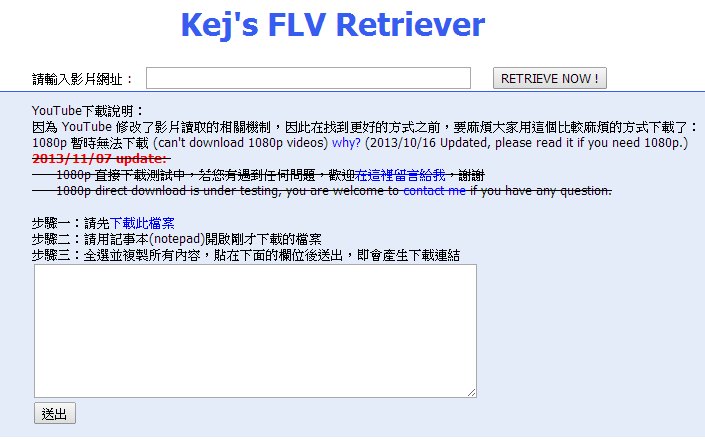 Kej's FLV Retriever
請輸入影片網址： RETRIEVE NOW !
YouTube下載說明：
因為 YouTube 修改了影片讀取的相關機制，因此在找到更好的方式之前，要麻煩大家用這個比較麻煩的方式下載了：
1080p 暫時無法下載 (can't download 1080p videos) why? (2013/10/16 Updated, please read it if you need 1080p.)
2013/11/07 update:
1080p 直接下載測試中，若您有遇到任何問題，歡迎在這裡留言給我，謝謝
1080p direct download is under testing, you are welcome to contact me if you have any question.
步驟一：請先下載此檔案
步驟二：請用記事本(notepad)開啟剛才下載的檔案
步驟三：全選並複製所有內容，貼在下面的欄位後送出，即會產生下載連結
送出